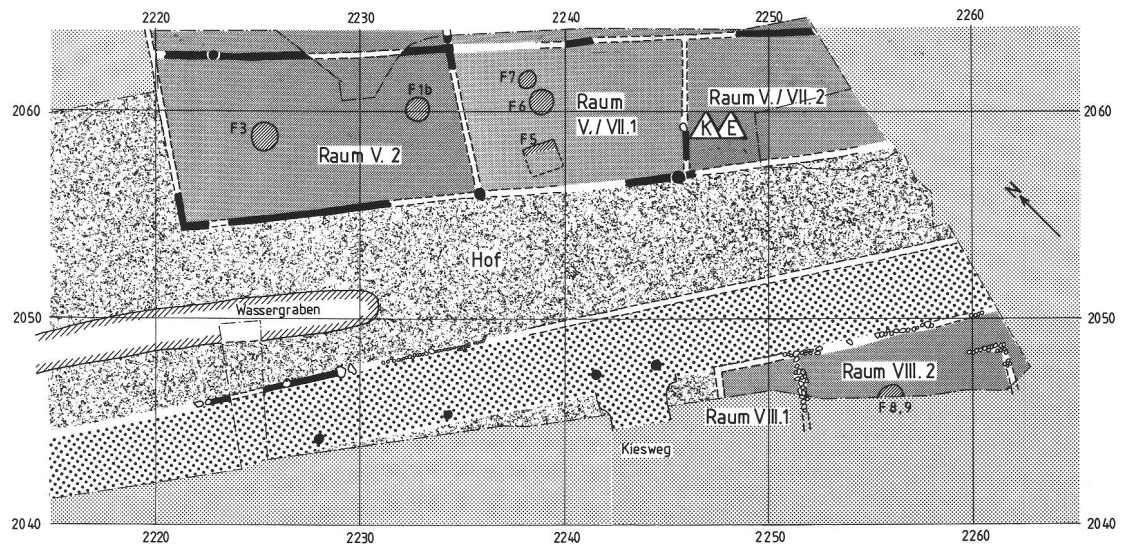 2220 2230 2240 2250 2260
2060 2060
F7
F1b
F6
Raum
V./VII.1
Raum V./VII.2
F3
K E
F5
Raum V. 2
N
Hof
Wassergraben
2050 2050
Raum VIII. 2
F 8,9
Raum VIII.1
Kiesweg
2040 2040
2220 2230 2240 2250 2260